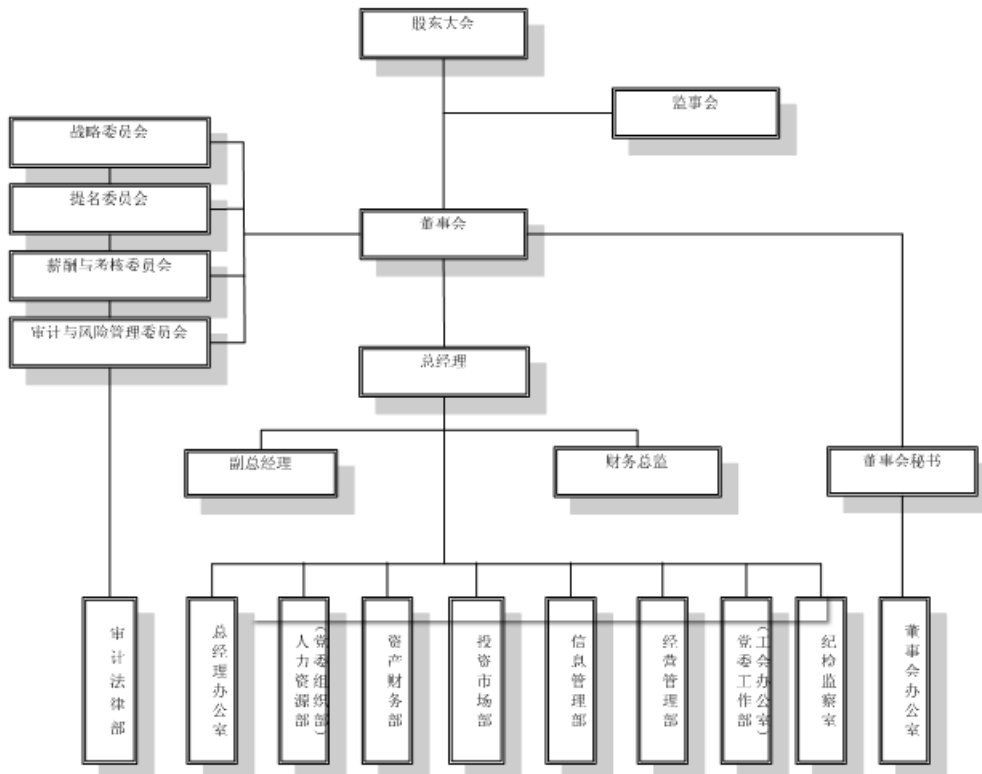 股东大会
监事会
战略委员会
提名委员会
董事会
薪酬与考核委员会
审计与风险管理委员会
总经理
副总经理
财务总监
董事会秘书
审计法律部
总经理办公室
人力资源部
(党委组织部)
资产财务部
投资市场部
信息管理部
经营管理部
党委工作部
(工会办公室)
纪检监察室
董事会办公室